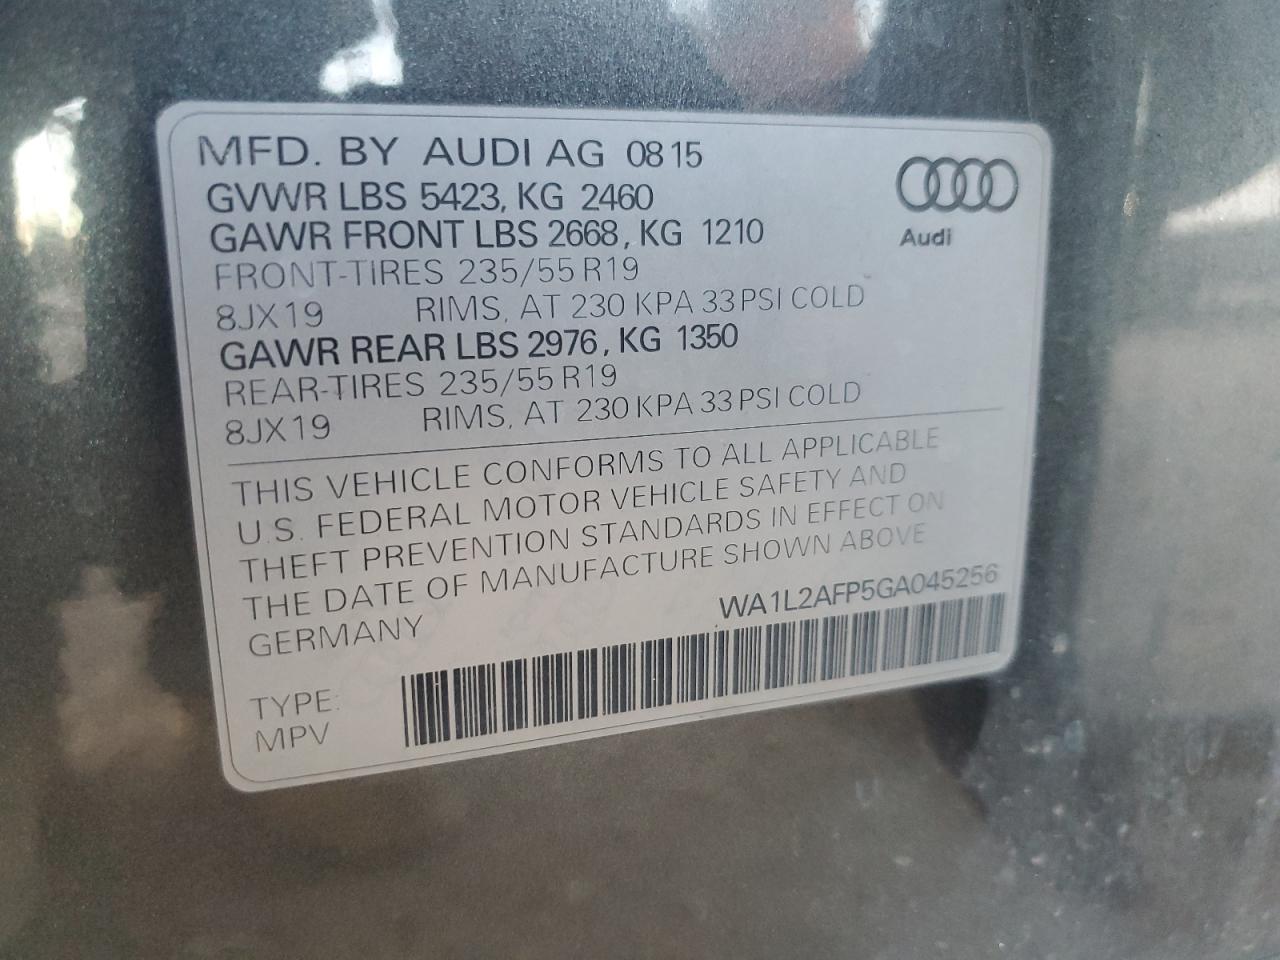 MFD. BY AUDI AG 08 15
GVWR LBS 5423, KG 2460
GAWR FRONT LBS 2668, KG 1210
FRONT-TIRES 235/55 R19
8JX19 RIMS, AT 230 KPA 33 PSI COLD
GAWR REAR LBS 2976, KG 1350
REAR-TIRES 235/55 R19
8JX19 RIMS, AT 230 KPA 33 PSI COLD
Audi
THIS VEHICLE CONFORMS TO ALL APPLICABLE
U.S. FEDERAL MOTOR VEHICLE SAFETY AND
THEFT PREVENTION STANDARDS IN EFFECT ON
THE DATE OF MANUFACTURE SHOWN ABOVE
GERMANY
WA1L2AFP5GA045256
TYPE:
MPV